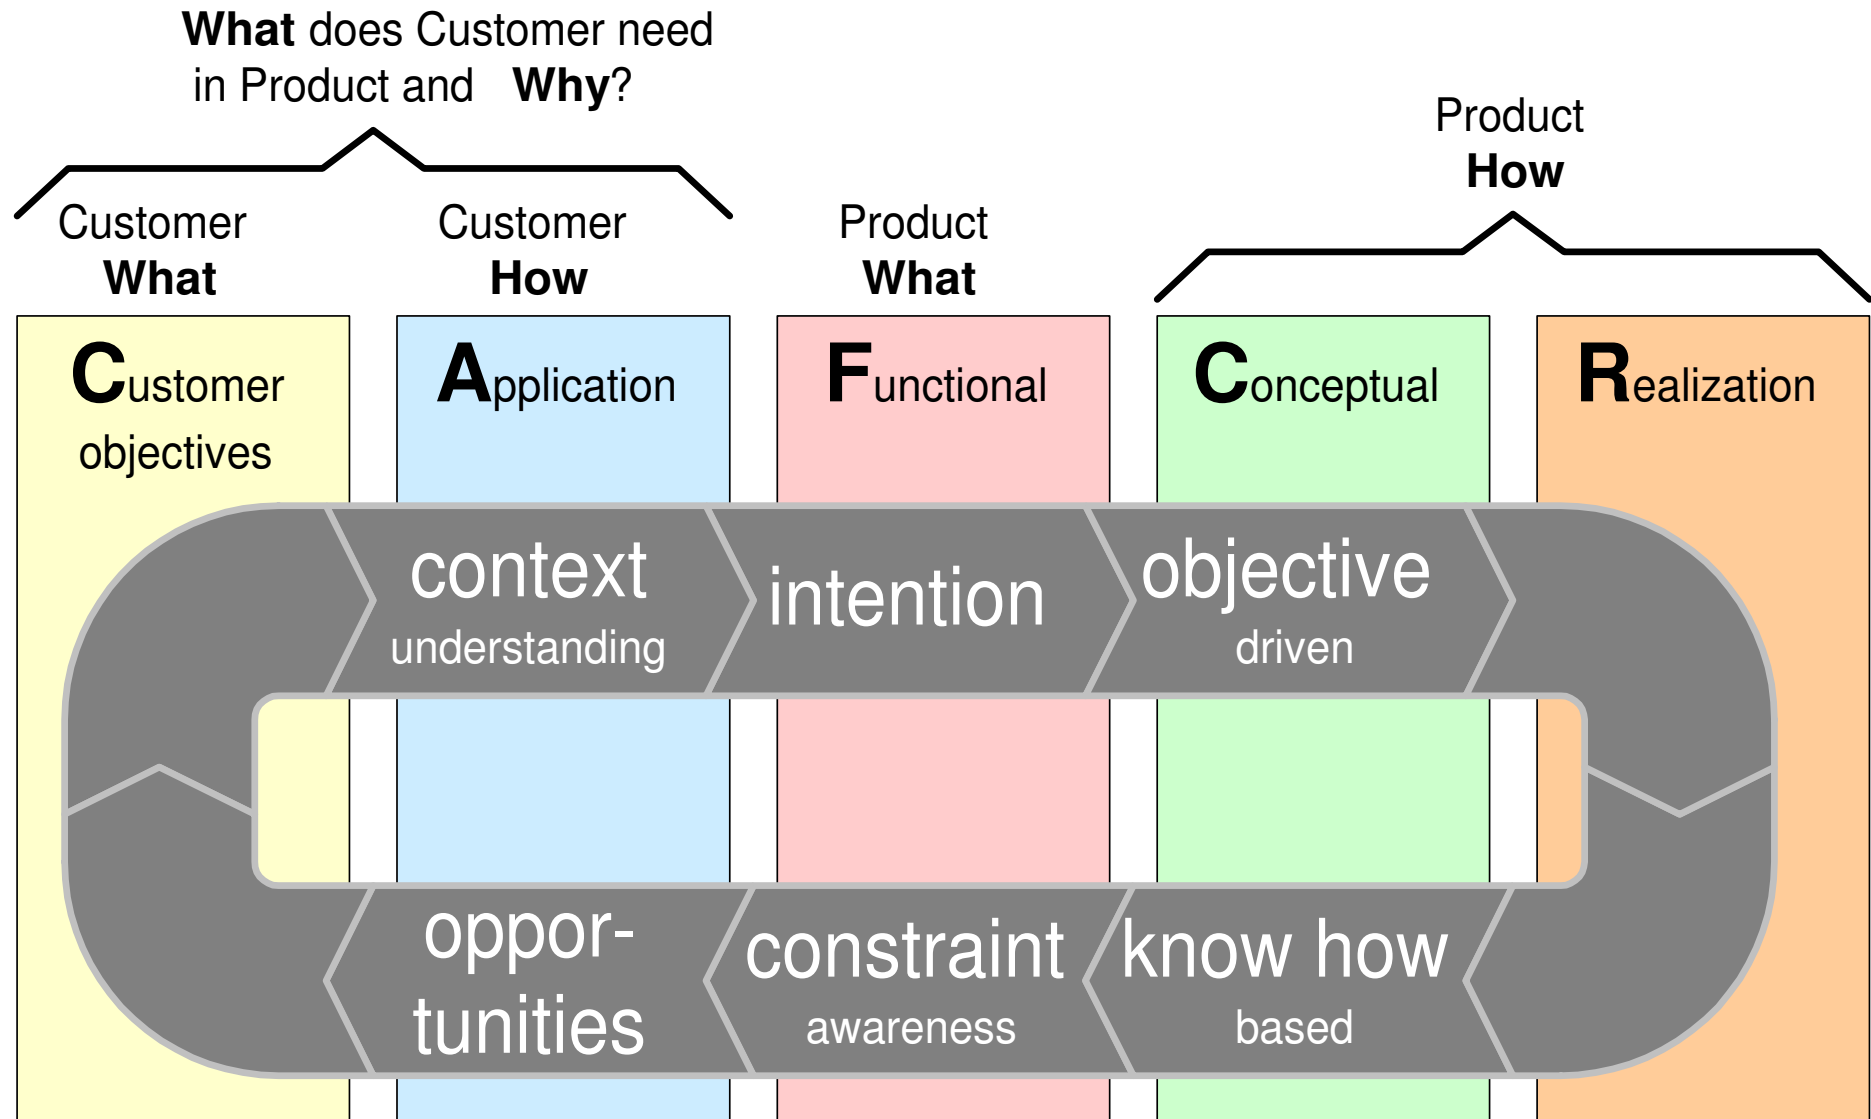 What does Customer need
in Product and Why?
Product
How
Customer
What
Customer
How
Product
What
Customer
objectives
Application
Functional
Conceptual
Realization
context
understanding
intention
objective
driven
oppor-
tunities
constraint
awareness
know how
based